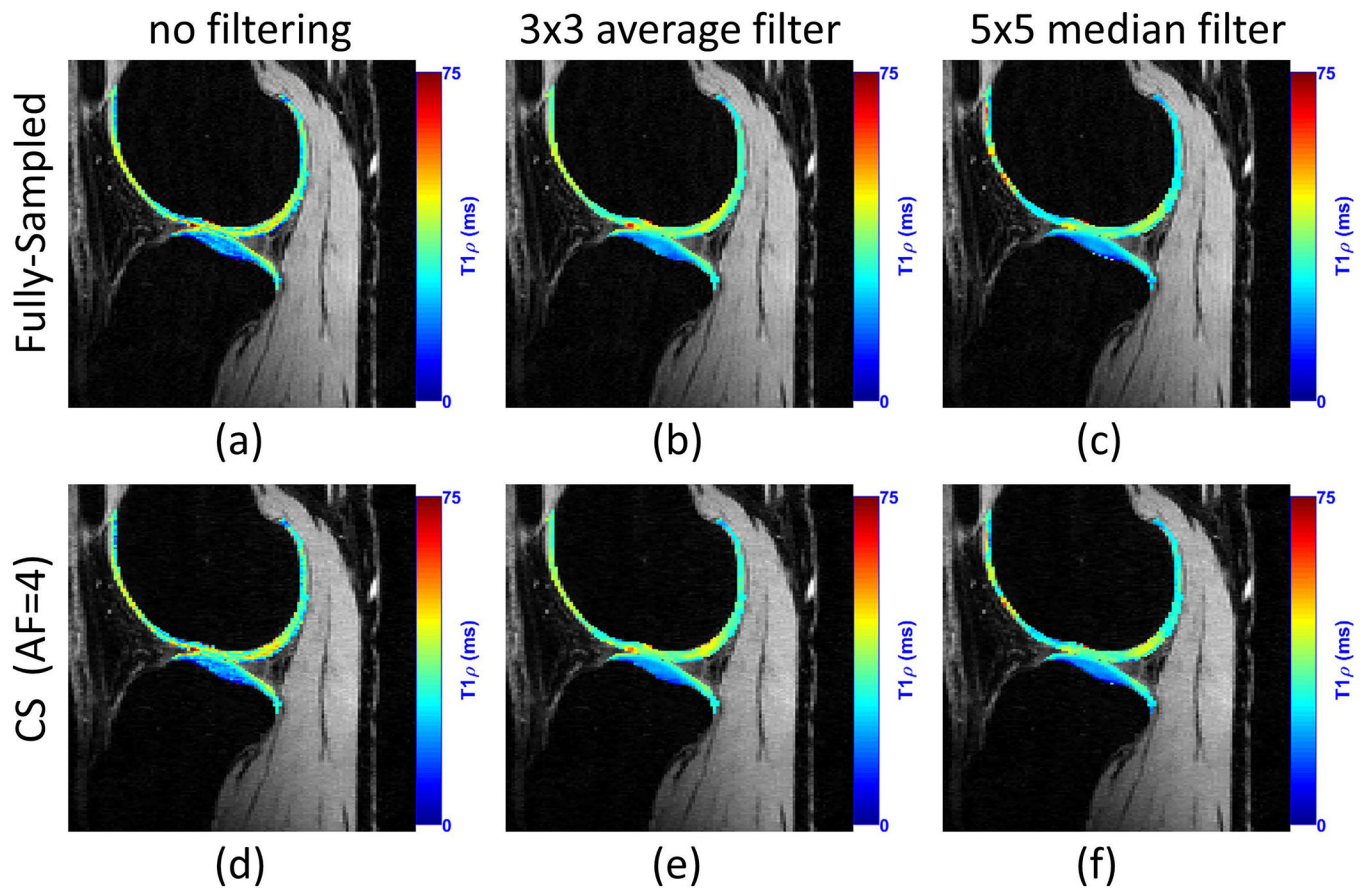 no filtering
3x3 average filter
5x5 median filter
Fully-Sampled
75
T1ρ (ms)
0
75
T1ρ (ms)
0
75
T1ρ (ms)
0
(a)
(b)
(c)
CS (AF=4)
75
T1ρ (ms)
0
75
T1ρ (ms)
0
75
T1ρ (ms)
0
(d)
(e)
(f)